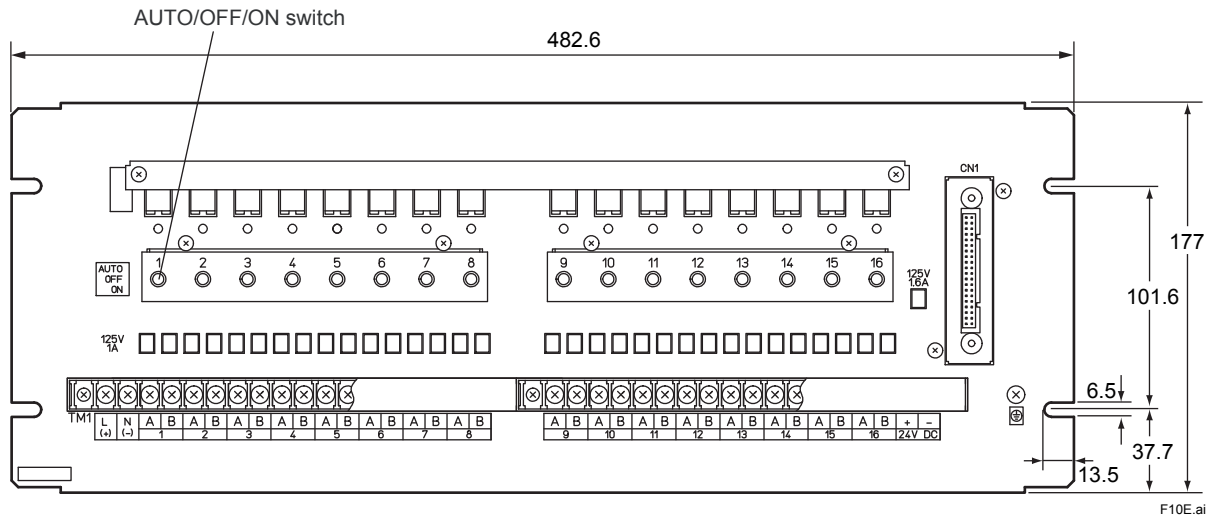 AUTO/OFF/ON switch
482.6
CN1
1 2 3 4 5 6 7 8 9 10 11 12 13 14 15 16
AUTO
OFF
ON
125V
1.6A
177
101.6
125V
1A
6.5
TM1
L N A B A B A B A B A B A B A B A B A B A B A B A B A B A B A B A B + −
(+) (−) 1 2 3 4 5 6 7 8 9 10 11 12 13 14 15 16 24V DC
37.7
13.5
F10E.ai